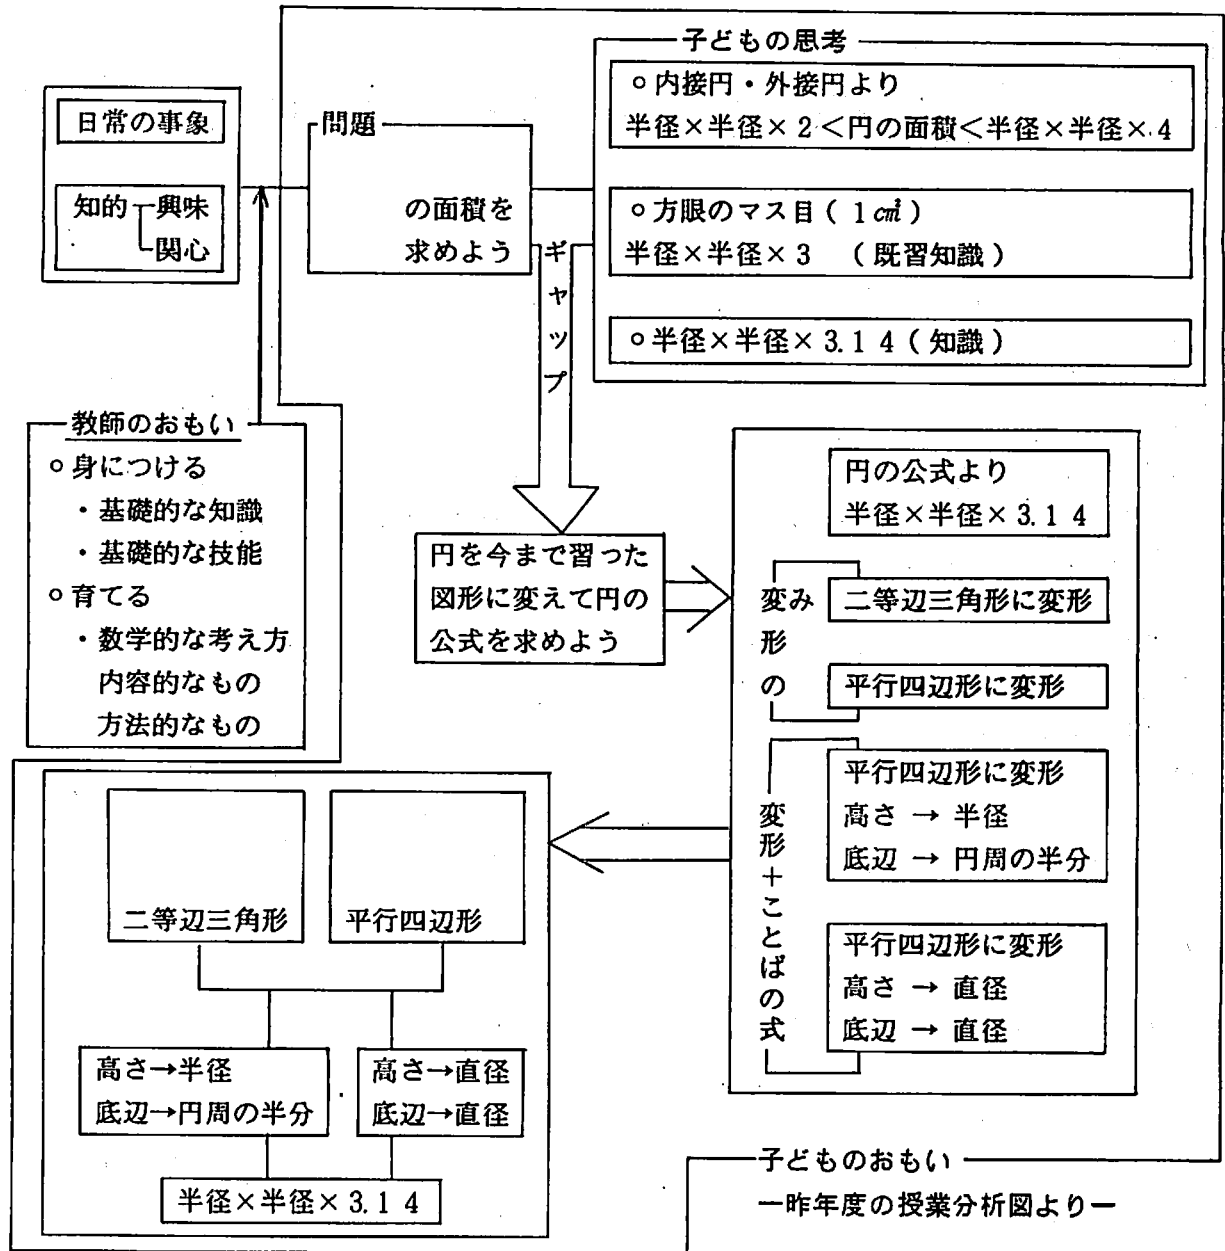 日常の事象
知的
興味
関心
問題
の面積を
求めよう
子どもの思考
○内接円・外接円より
半径×半径×2<円の面積<半径×半径×4
○方眼のマス目(1㎠)
半径×半径×3 (既習知識)
○半径×半径×3.14(知識)
ギャップ
教師のおもい
○身につける
・基礎的な知識
・基礎的な技能
○育てる
・数学的な考え方
内容的なもの
方法的なもの
円を今まで習った
図形に変えて円の
公式を求めよう
円の公式より
半径×半径×3.14
変形のみ
二等辺三角形に変形
平行四辺形に変形
変形+ことばの式
平行四辺形に変形
高さ → 半径
底辺 → 円周の半分
平行四辺形に変形
高さ → 直径
底辺 → 直径
二等辺三角形
平行四辺形
高さ→半径
底辺→円周の半分
高さ→直径
底辺→直径
半径×半径×3.14
子どものおもい
―昨年度の授業分析図より―